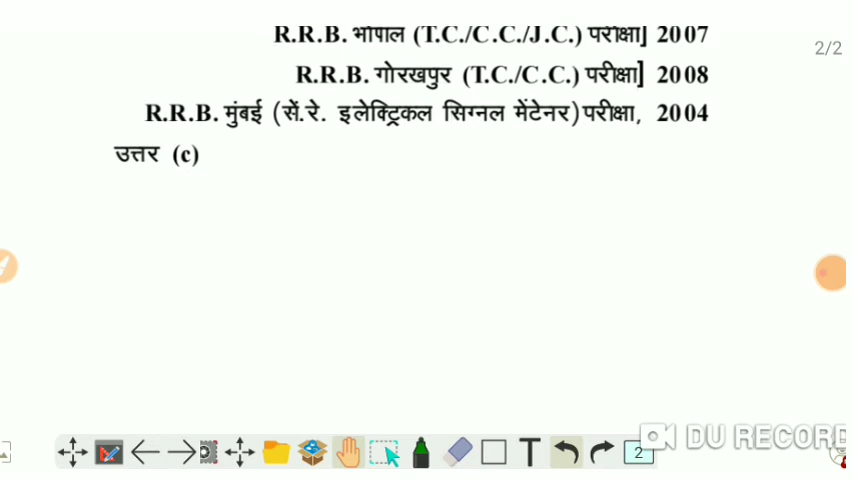 R.R.B. भोपाल (T.C./C.C./J.C.) परीक्षा] 2007
2/2
R.R.B. गोरखपुर (T.C./C.C.) परीक्षा] 2008
R.R.B. मुंबई (सें.रे. इलेक्ट्रिकल सिग्नल मेंटेनर) परीक्षा, 2004
उत्तर (c)
T
2
DU RECORD